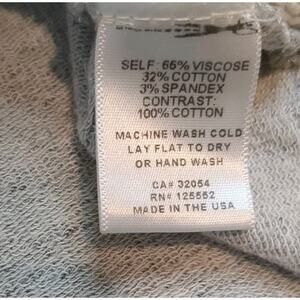 SELF: 65% VISCOSE
32% COTTON
3% SPANDEX
CONTRAST:
100% COTTON
MACHINE WASH COLD
LAY FLAT TO DRY
OR HAND WASH
CA# 32054
RN# 125552
MADE IN THE USA